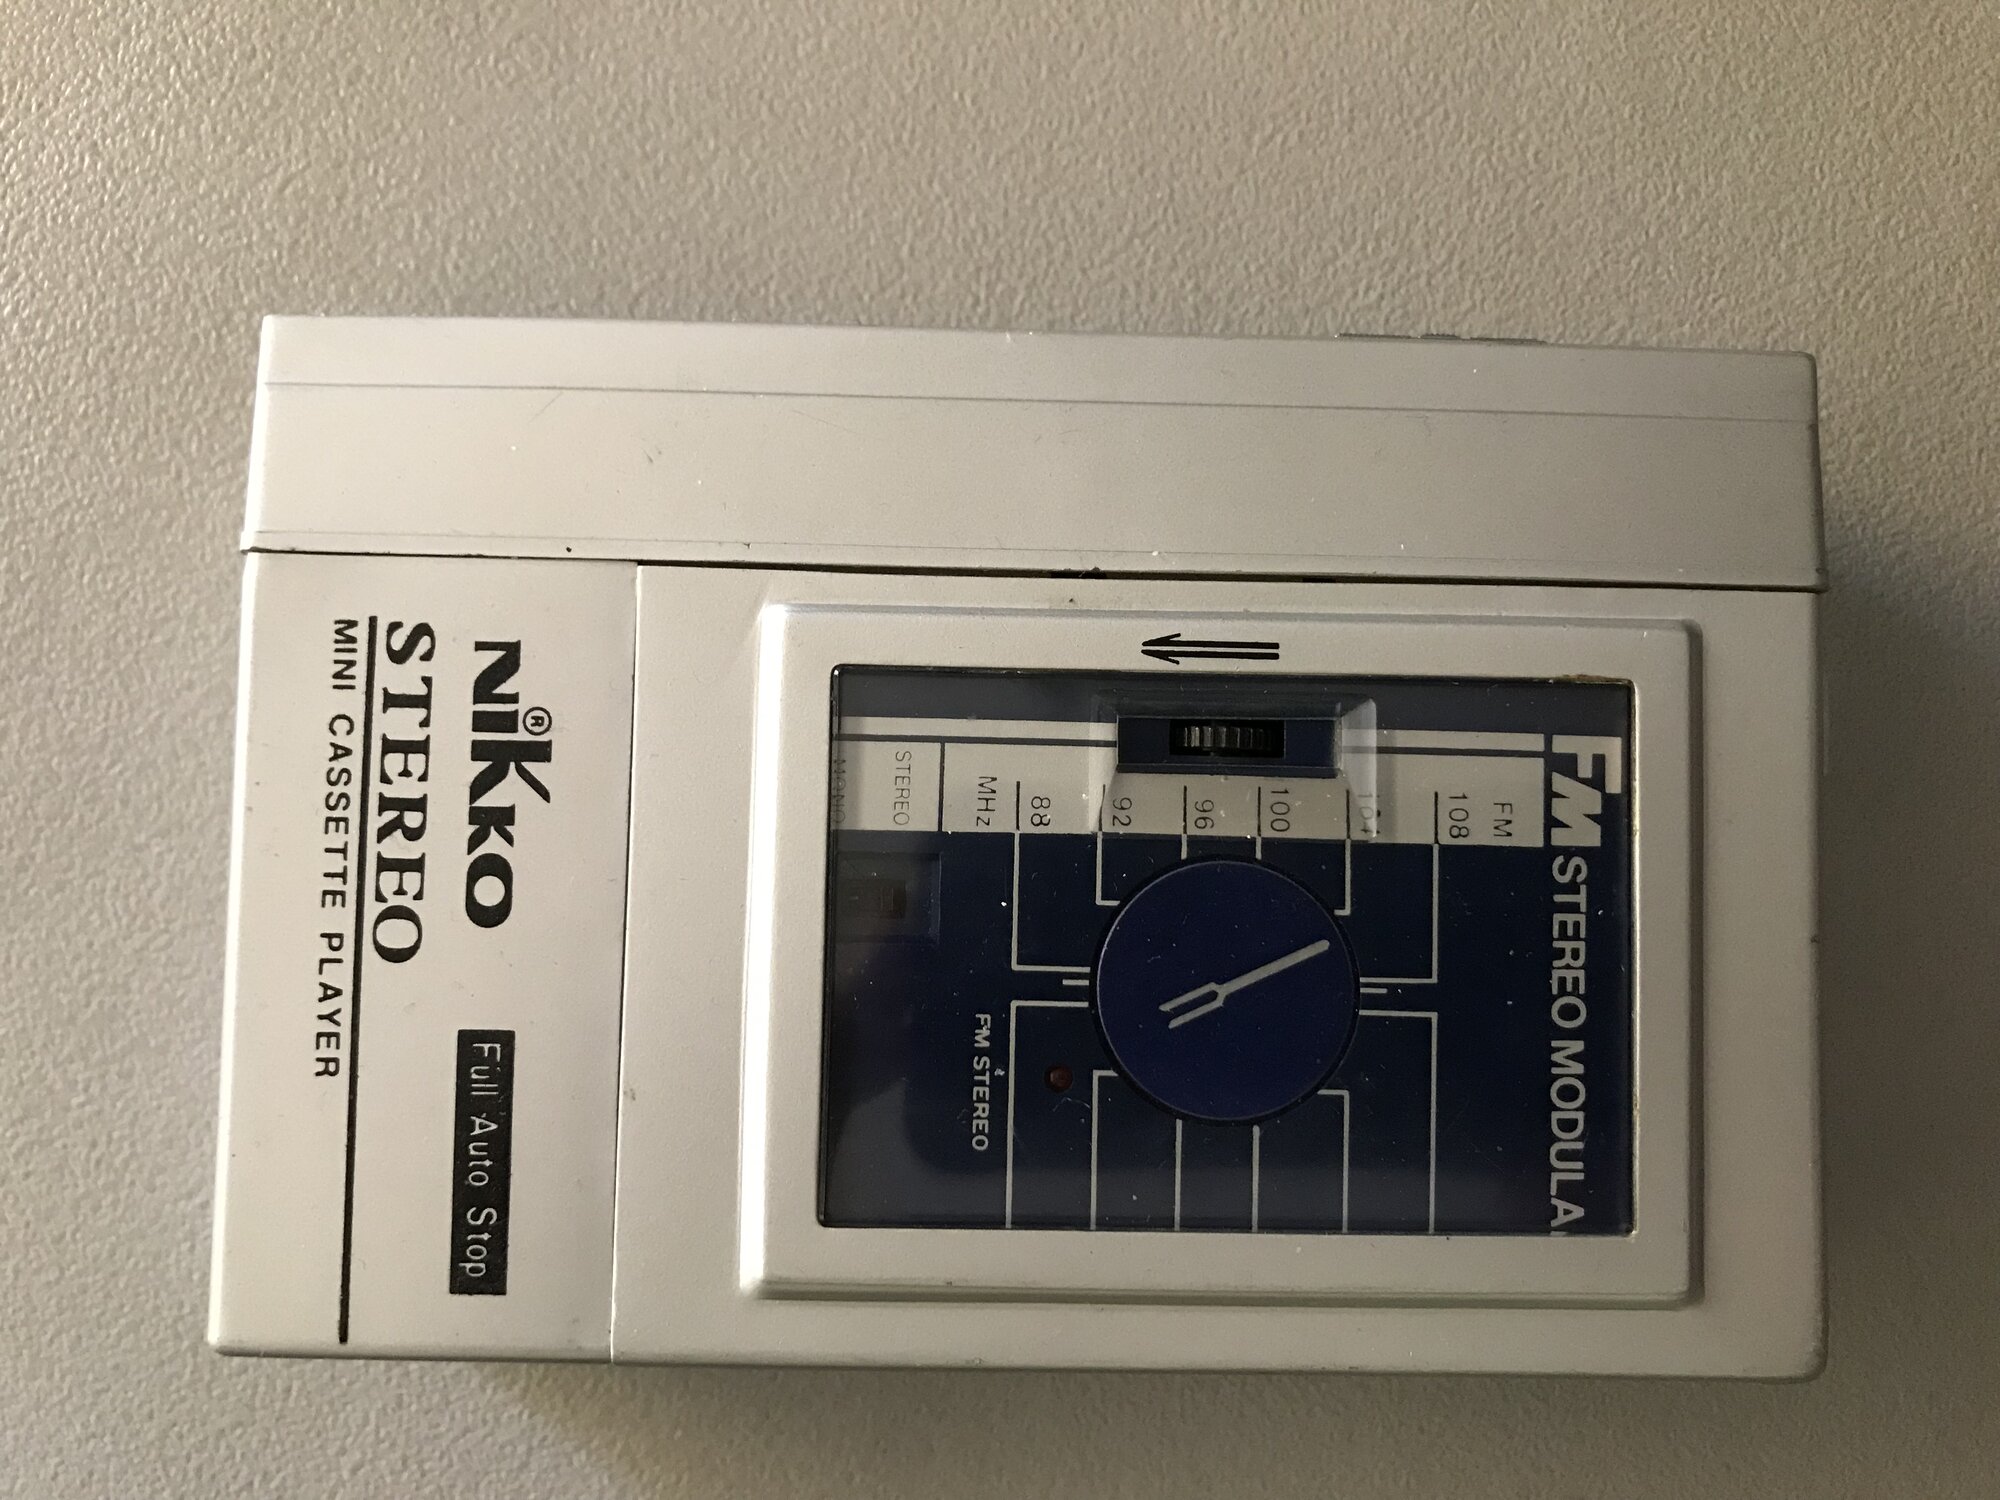 FM STEREO MODULA
FM
108
104
100
96
92
88
MHz
STEREO
MONO
FM STEREO
NiKKO®
Full Auto Stop
STEREO
MINI CASSETTE PLAYER